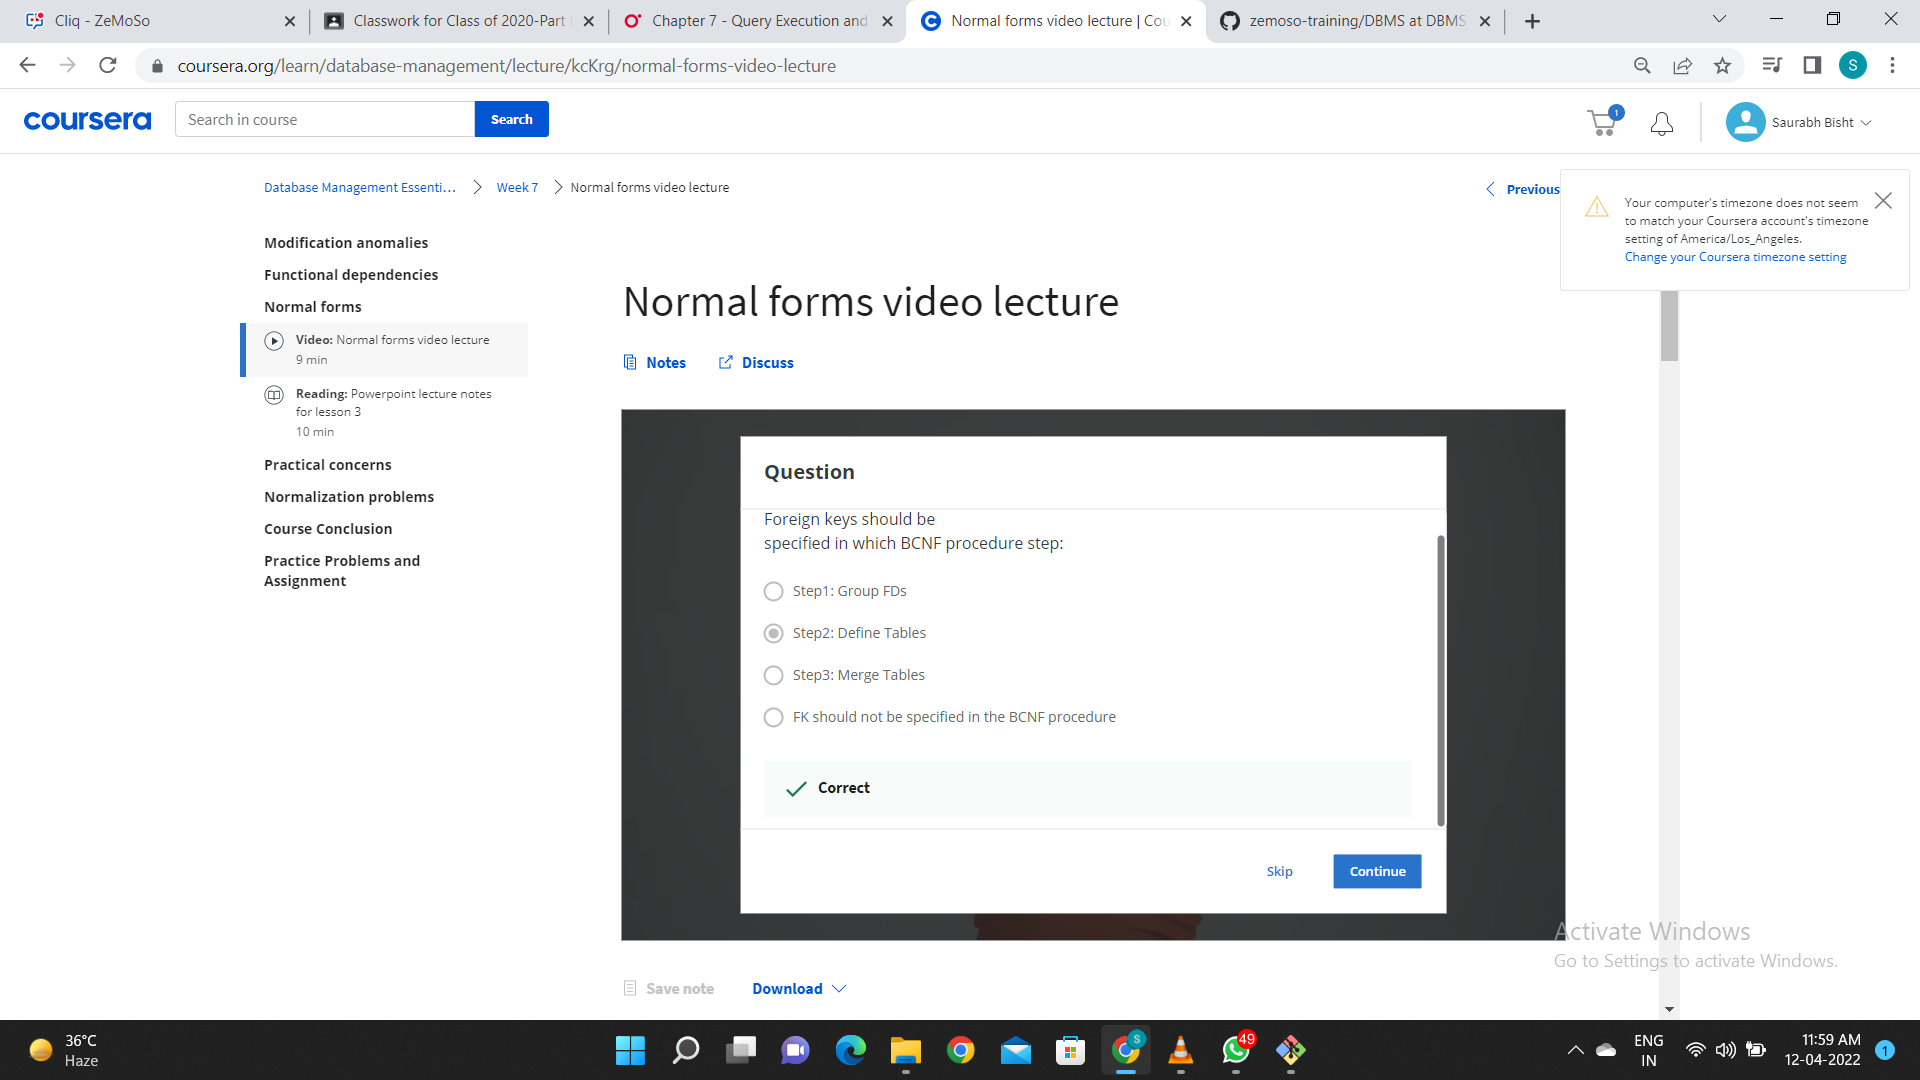 Cliq - ZeMoSo
Classwork for Class of 2020-Part
Chapter 7 - Query Execution and
Normal forms video lecture | Cou
zemoso-training/DBMS at DBMS
coursera.org/learn/database-management/lecture/kcKrg/normal-forms-video-lecture
S
coursera
Search in course
Search
1
Saurabh Bisht
Database Management Essenti...
Week 7
Normal forms video lecture
Previous
Your computer's timezone does not seem
to match your Coursera account's timezone
setting of America/Los_Angeles.
Change your Coursera timezone setting
Modification anomalies
Functional dependencies
Normal forms
Video: Normal forms video lecture
9 min
Reading: Powerpoint lecture notes
for lesson 3
10 min
Practical concerns
Normalization problems
Course Conclusion
Practice Problems and
Assignment
Normal forms video lecture
Notes
Discuss
Question
Foreign keys should be
specified in which BCNF procedure step:
Step1: Group FDs
Step2: Define Tables
Step3: Merge Tables
FK should not be specified in the BCNF procedure
Correct
Skip
Continue
Activate Windows
Go to Settings to activate Windows.
Save note
Download
36°C
Haze
S
49
ENG
IN
11:59 AM
12-04-2022
1